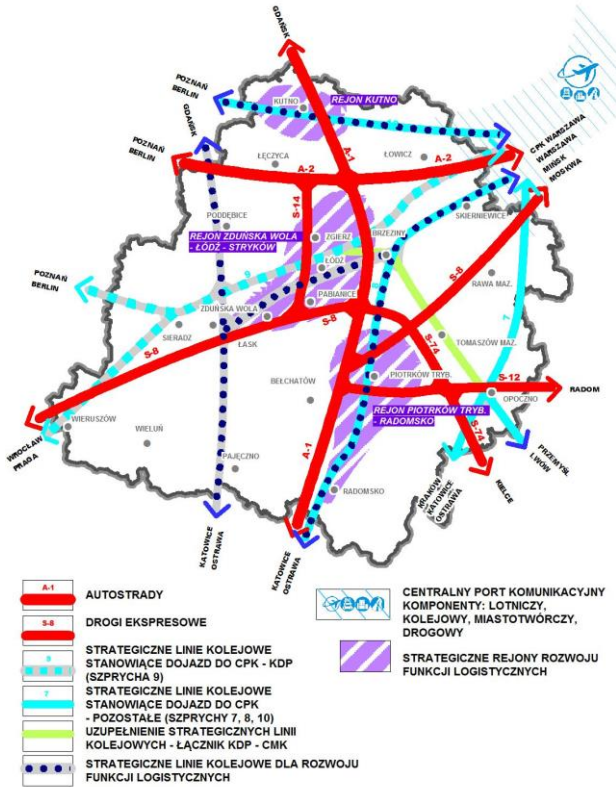 GDAŃSK
POZNAŃ
BERLIN
KUTNO
REJON KUTNO
GDAŃSK
POZNAŃ
BERLIN
CPK WARSZAWA
WARSZAWA
MIŃSK
MOSKWA
ŁĘCZYCA
A-1
ŁOWICZ
A-2
A-2
S-14
PODDĘBICE
SKIERNIEWICE
REJON ZDUŃSKA WOLA
- ŁÓDŹ - STRYKÓW
ZGIERZ
BRZEZINY
ŁÓDŹ
S-8
RAWA MAZ.
POZNAŃ
BERLIN
9
ZDUŃSKA WOLA
PABIANICE
7
SIERADZ
S-8
ŁASK
S-8
S-74
TOMASZÓW MAZ.
BEŁCHATÓW
PIOTRKÓW TRYB.
S-12
RADOM
OPOCZNO
WIERUSZÓW
WROCŁAW
PRAGA
WIELUŃ
REJON PIOTRKÓW TRYB.
- RADOMSKO
A-1
S-74
PAJĘCZNO
PRZEMYŚL
LWÓW
RADOMSKO
KRAKÓW
KATOWICE
OSTRAWA
KIELCE
KATOWICE
OSTRAWA
KATOWICE
OSTRAWA
A-1
AUTOSTRADY
S-8
DROGI EKSPRESOWE
9
STRATEGICZNE LINIE KOLEJOWE
STANOWIĄCE DOJAZD DO CPK - KDP
(SZPRYCHA 9)
7
STRATEGICZNE LINIE KOLEJOWE
STANOWIĄCE DOJAZD DO CPK
- POZOSTAŁE (SZPRYCHY 7, 8, 10)
UZUPEŁNIENIE STRATEGICZNYCH LINII
KOLEJOWYCH - ŁĄCZNIK KDP - CMK
STRATEGICZNE LINIE KOLEJOWE DLA ROZWOJU
FUNKCJI LOGISTYCZNYCH
CENTRALNY PORT KOMUNIKACYJNY
KOMPONENTY: LOTNICZY,
KOLEJOWY, MIASTOTWÓRCZY,
DROGOWY
STRATEGICZNE REJONY ROZWOJU
FUNKCJI LOGISTYCZNYCH